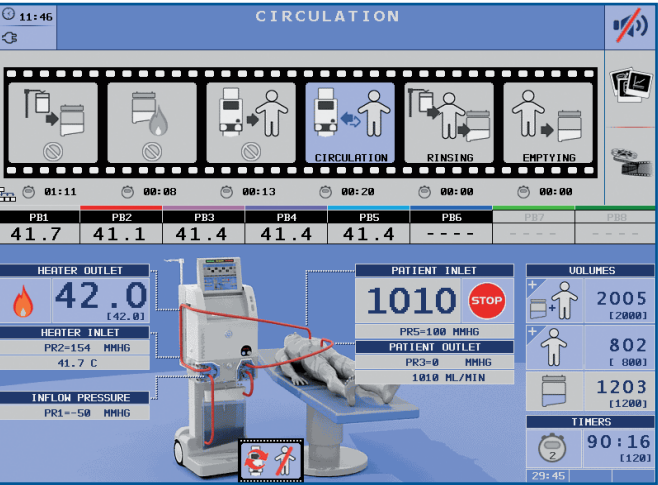 11:46
CIRCULATION
CIRCULATION
RINSING
EMPTYING
01:11
00:08
00:13
00:20
00:00
00:00
PB1 PB2 PB3 PB4 PB5 PB6 PB7 PB8
41.7 41.1 41.4 41.4 41.4 ---- ---- ----
HEATER OUTLET
42.0
[42.0]
HEATER INLET
PR2=154 MMHG
41.7 C
INFLOW PRESSURE
PR1=-50 MMHG
PATIENT INLET
1010
STOP
PR5=100 MMHG
PATIENT OUTLET
PR3=0 MMHG
1010 ML/MIN
VOLUMES
2005
[2000]
802
[ 800]
1203
[1200]
TIMERS
2
90:16
[120]
29:45